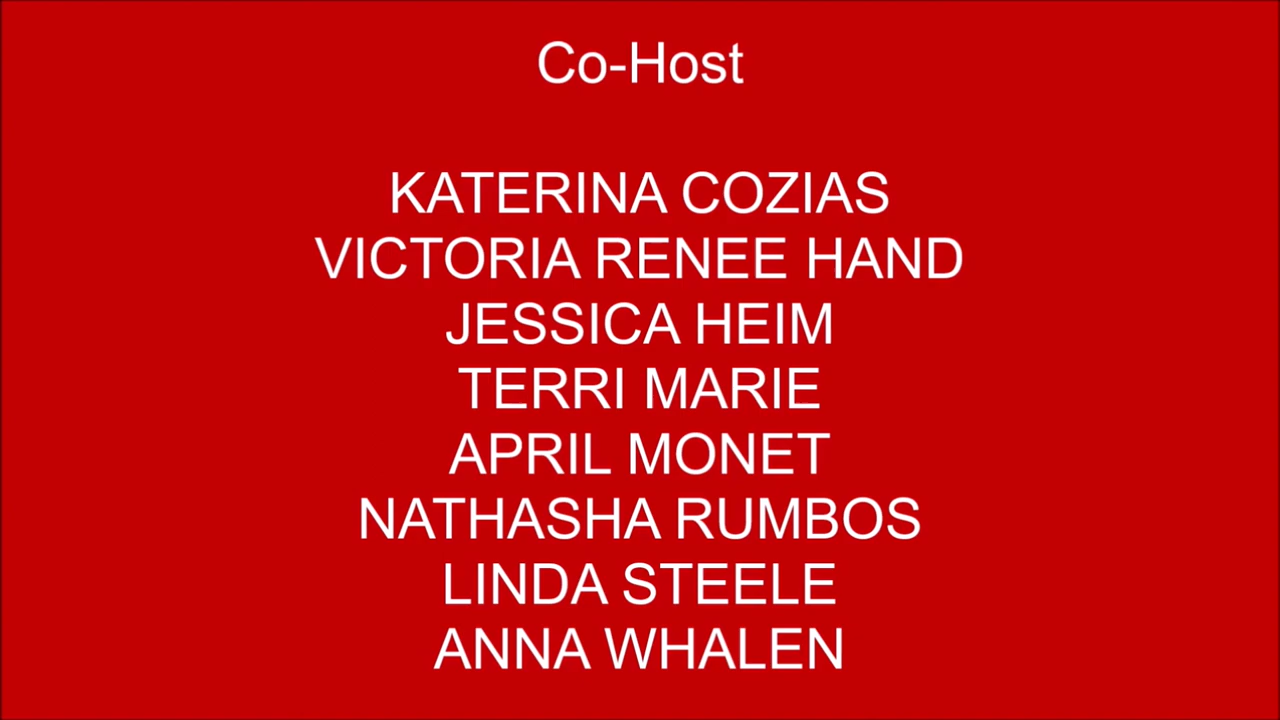 Co-Host
KATERINA COZIAS
VICTORIA RENEE HAND
JESSICA HEIM
TERRI MARIE
APRIL MONET
NATHASHA RUMBOS
LINDA STEELE
ANNA WHALEN